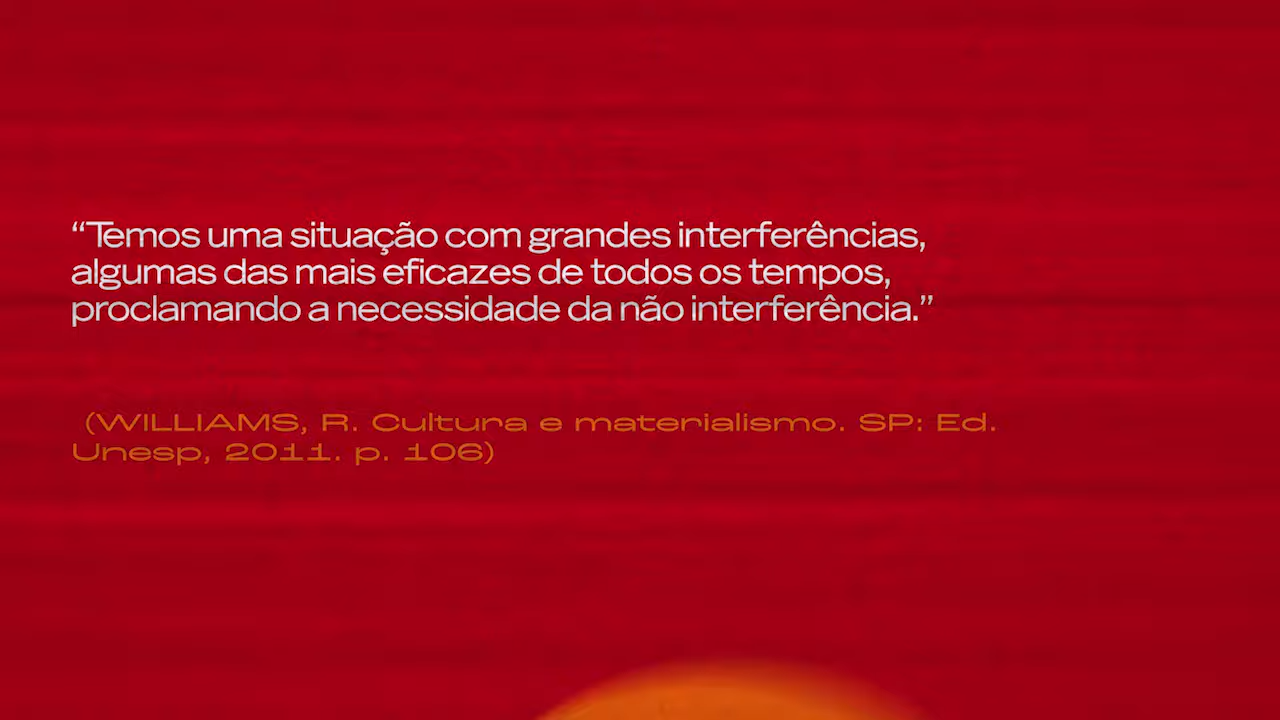 “Temos uma situação com grandes interferências,
algumas das mais eficazes de todos os tempos,
proclamando a necessidade da não interferência.”
(WILLIAMS, R. Cultura e materialismo. SP: Ed.
Unesp, 2011. p. 106)